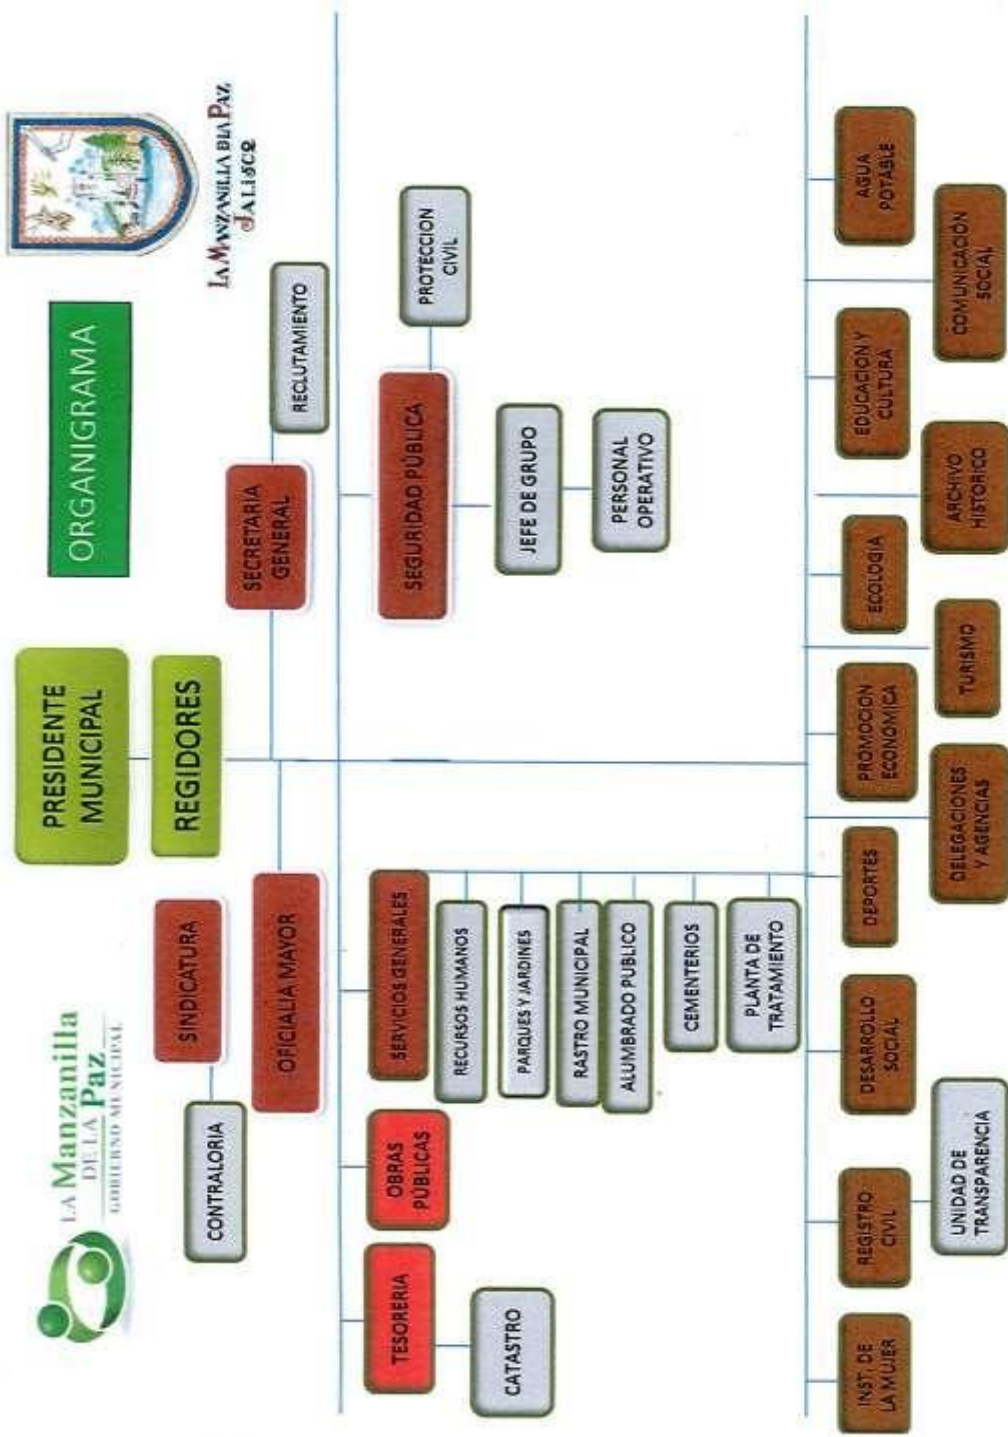 LA Manzanilla
DE LA Paz
GOBIERNO MUNICIPAL
PRESIDENTE
MUNICIPAL
ORGANIGRAMA
LA MANZANILLA DLA PAZ
JALISCO
REGIDORES
SINDICATURA
CONTRALORIA
OFICIALIA MAYOR
SECRETARIA
GENERAL
RECLUTAMIENTO
TESORERIA
OBRAS
PÚBLICAS
SERVICIOS GENERALES
SEGURIDAD PÚBLICA
PROTECCION
CIVIL
CATASTRO
RECURSOS HUMANOS
PARQUES Y JARDINES
RASTRO MUNICIPAL
ALUMBRADO PUBLICO
CEMENTERIOS
PLANTA DE
TRATAMIENTO
JEFE DE GRUPO
PERSONAL
OPERATIVO
INST. DE
LA MUJER
REGISTRO
CIVIL
DESARROLLO
SOCIAL
DEPORTES
PROMOCION
ECONOMICA
ECOLOGIA
EDUCACION Y
CULTURA
AGUA
POTABLE
UNIDAD DE
TRANSPARENCIA
DELEGACIONES
Y AGENCIAS
TURISMO
ARCHIVO
HISTORICO
COMUNICACIÓN
SOCIAL